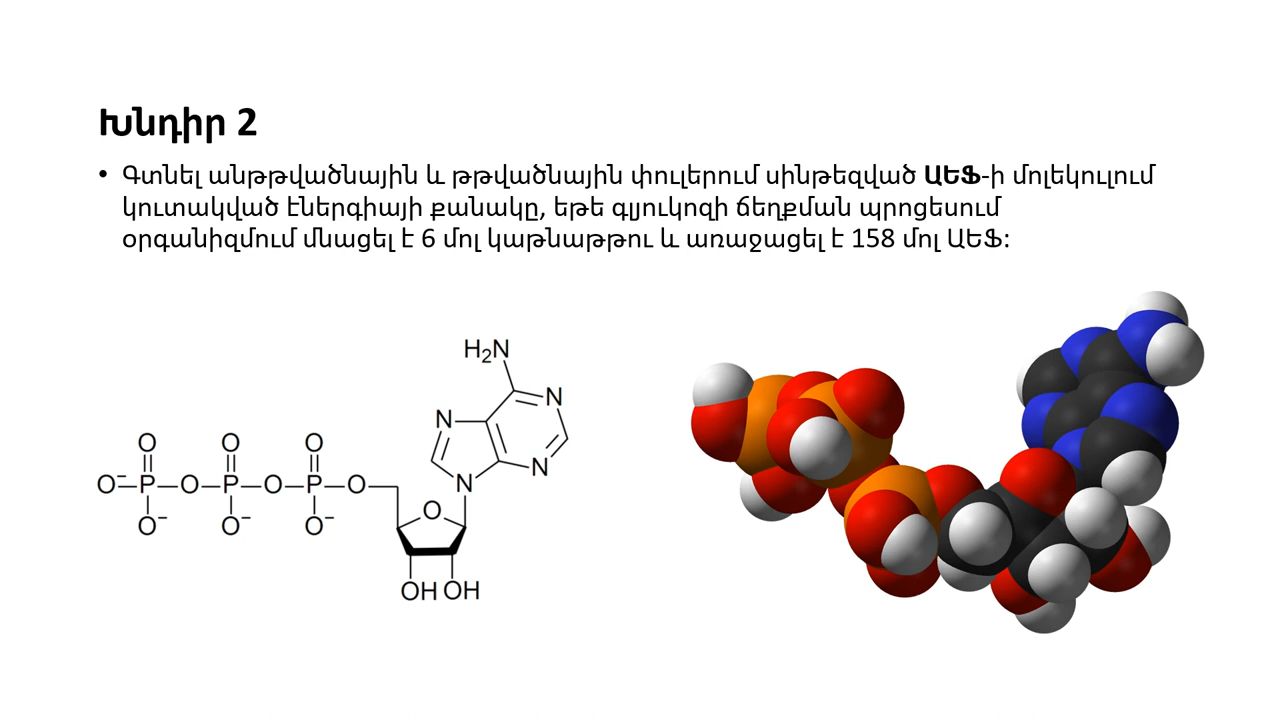 Խնդիր 2
• Գտնել անթթվածնային և թթվածնային փուլերում սինթեզված ԱԵՖ-ի մոլեկուլում
կուտակված էներգիայի քանակը, եթե գլյուկոզի ճեղքման պրոցեսում
օրգանիզմում մնացել է 6 մոլ կաթնաթթու և առաջացել է 158 մոլ ԱԵՖ:
H₂N
N N
N N
O O O
O⁻ P O P O P O
O⁻ O⁻ O⁻
O
OH OH